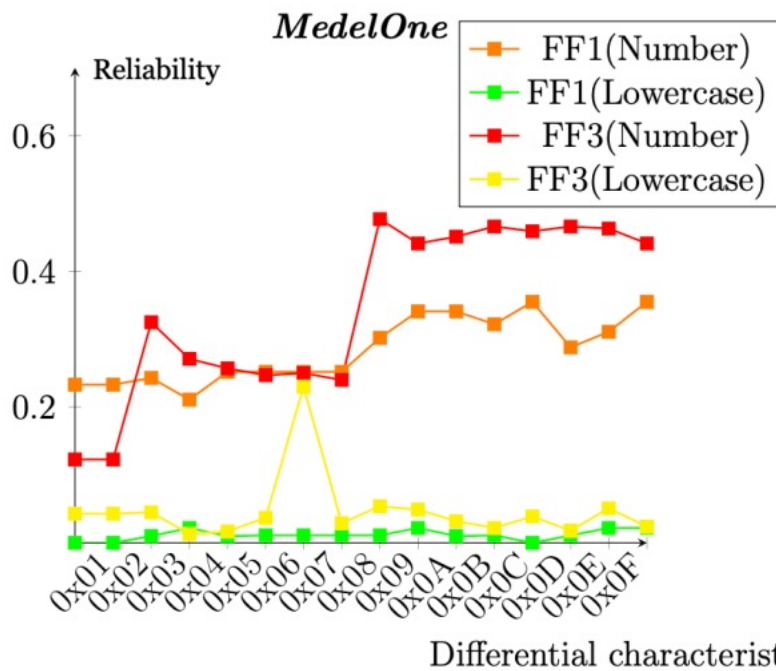 MedelOne
Reliability
FF1(Number)
FF1(Lowercase)
FF3(Number)
FF3(Lowercase)
0.6
0.4
0.2
0x01
0x02
0x03
0x04
0x05
0x06
0x07
0x08
0x09
0x0A
0x0B
0x0C
0x0D
0x0E
0x0F
Differential characterist